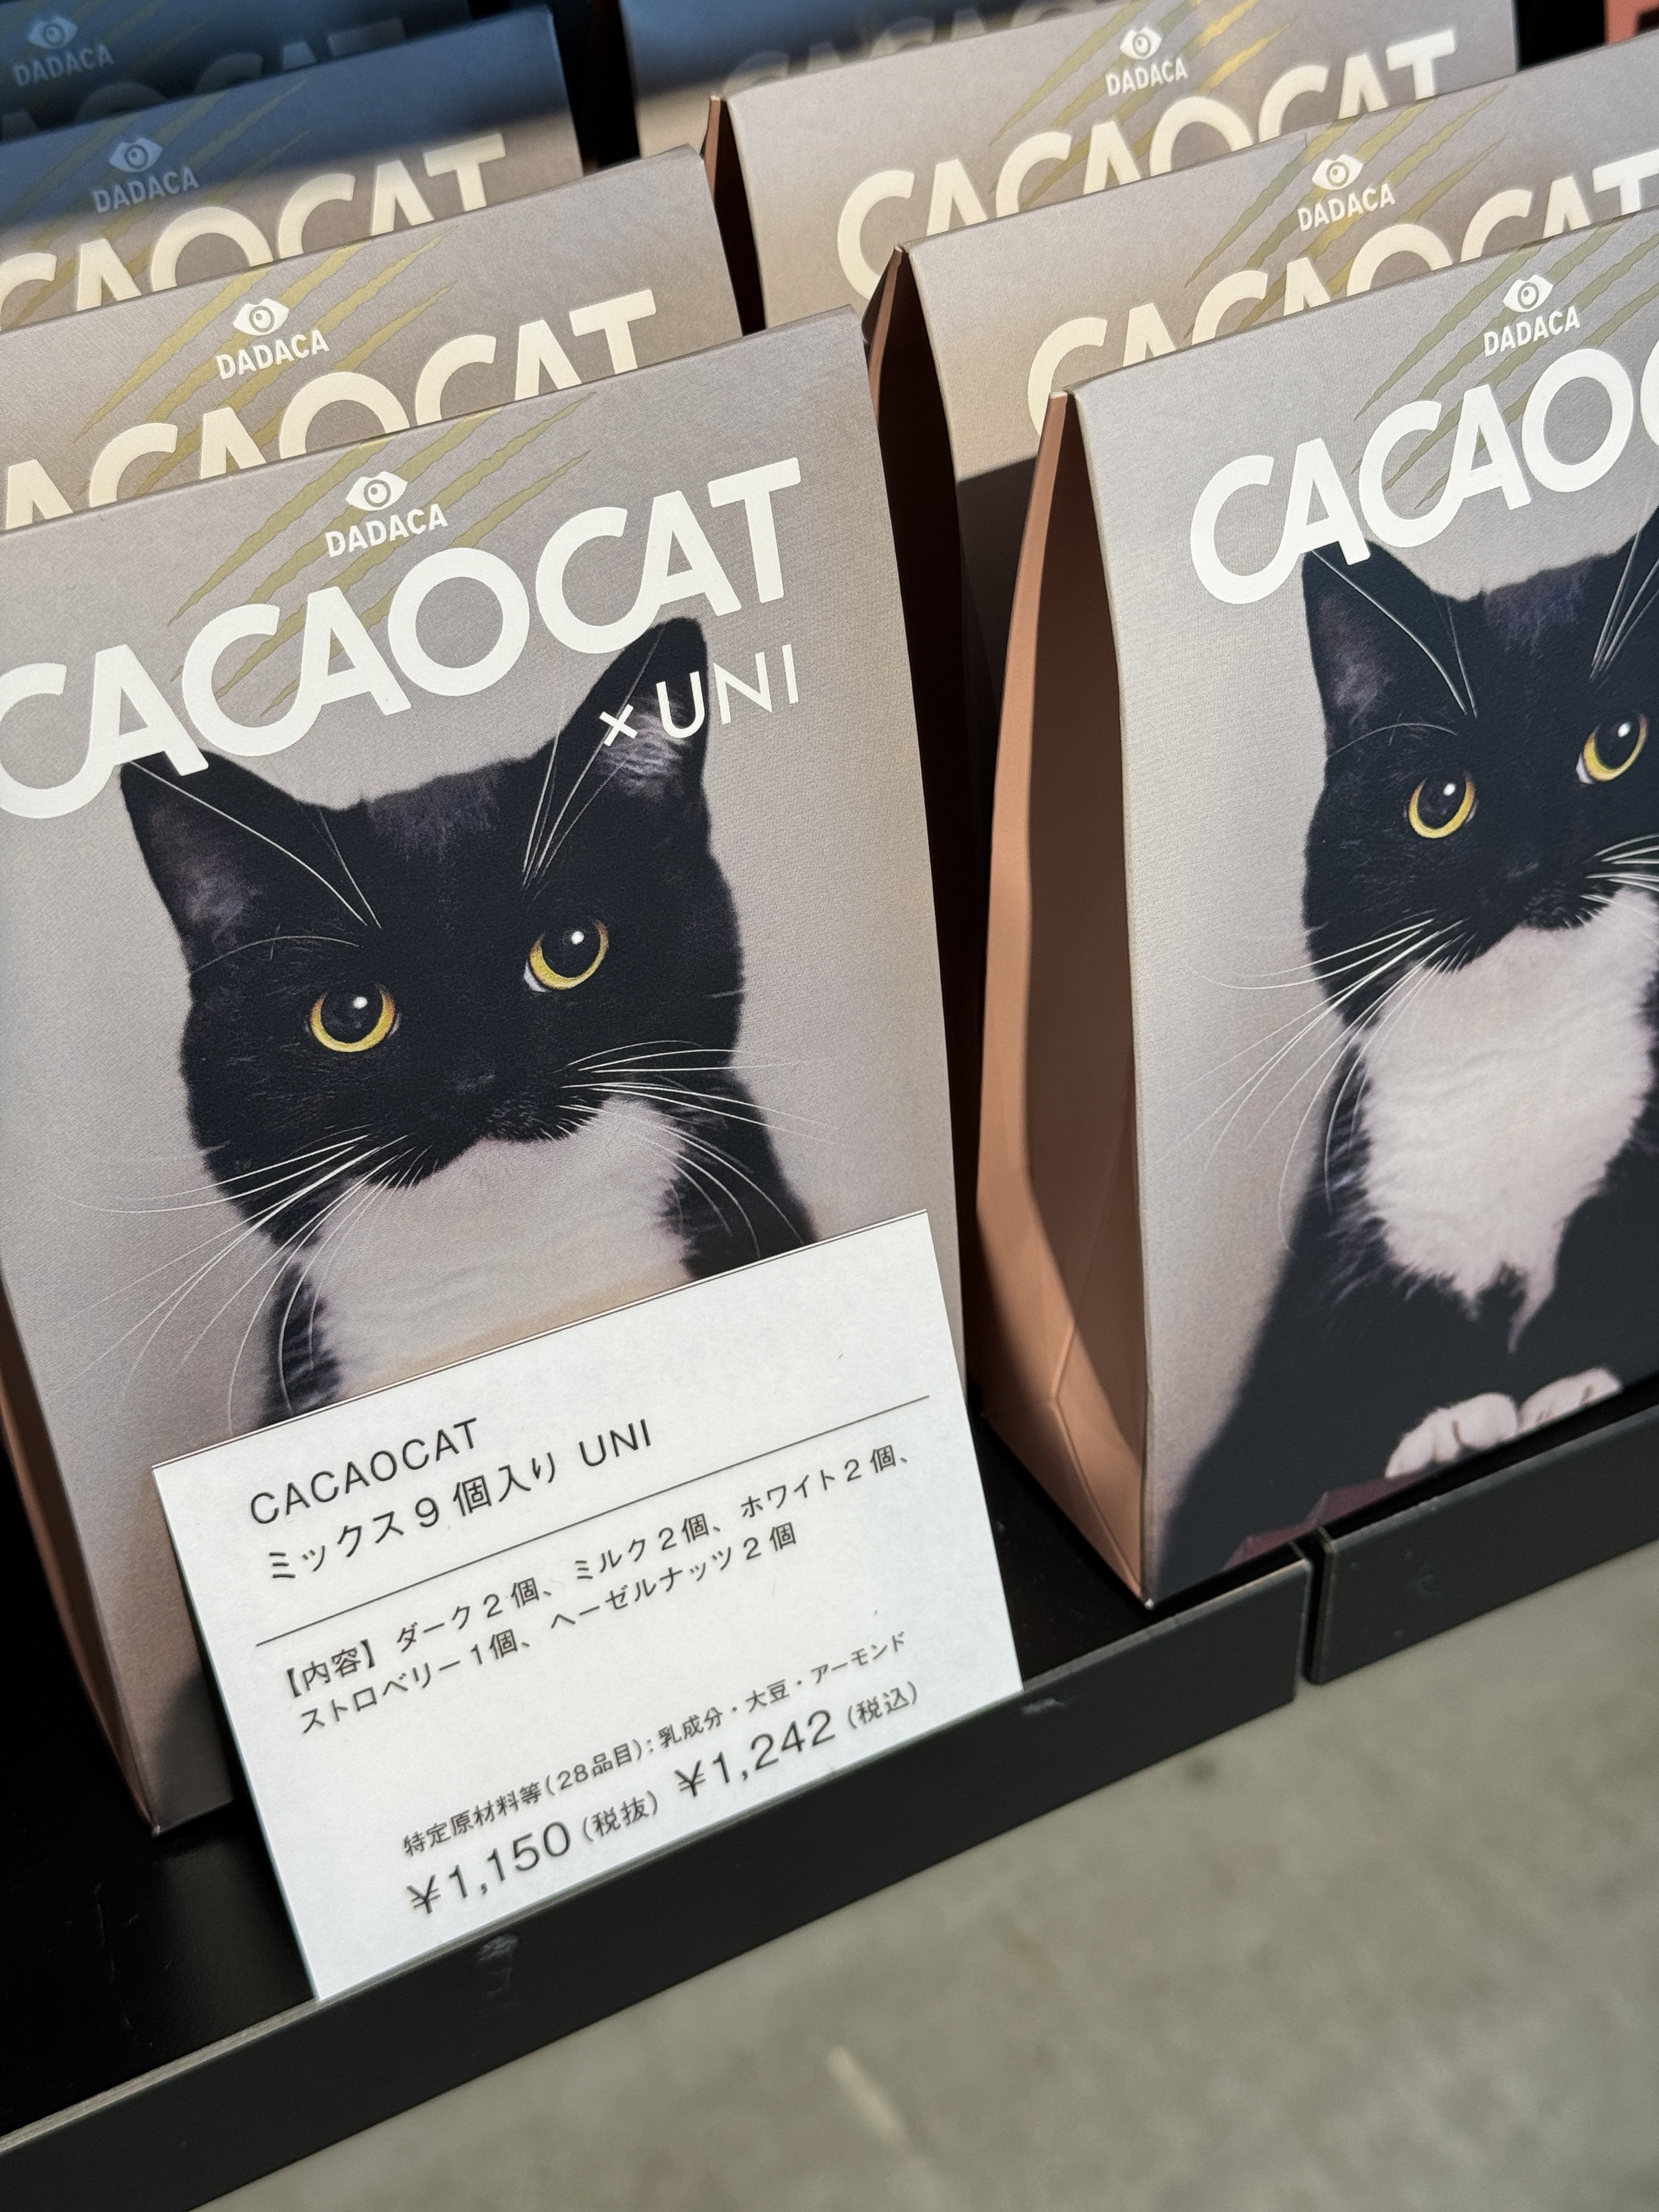 DADACA
DADACA
CAOCAT
DADACA
CACAOCAT
DADACA
CACAOCAT
DADACA
CACAOCAT
DADACA
CACAOCAT
× UNI
DADACA
CACAO
CACAOCAT
ミックス9個入り UNI
【内容】 ダーク2個、ミルク2個、ホワイト2個、
ストロベリー1個、ヘーゼルナッツ2個
特定原材料等(28品目):乳成分・大豆・アーモンド
¥1,150(税抜) ¥1,242(税込)